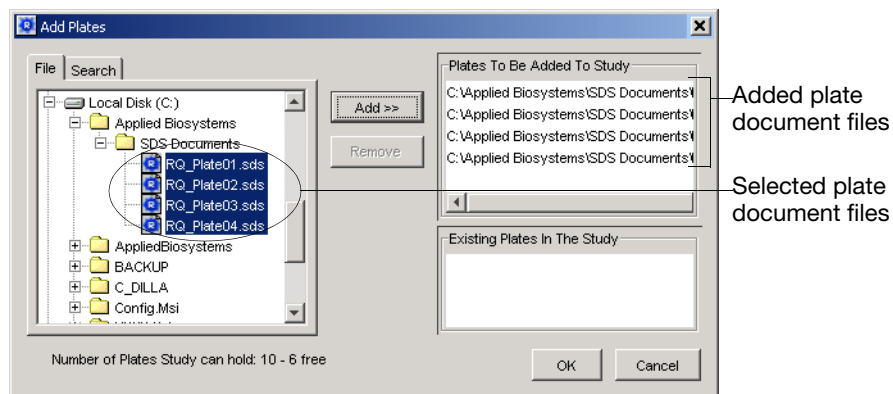 Add Plates
File
Search
Local Disk (C:)
Applied Biosystems
SDS Documents
RQ_Plate01.sds
RQ_Plate02.sds
RQ_Plate03.sds
RQ_Plate04.sds
AppliedBiosystems
BACKUP
C_DILLA
Config.Msi
Add >>
Remove
Plates To Be Added To Study
C:\Applied Biosystems\SDS Documents\
C:\Applied Biosystems\SDS Documents\
C:\Applied Biosystems\SDS Documents\
C:\Applied Biosystems\SDS Documents\
Existing Plates In The Study
Number of Plates Study can hold: 10 - 6 free
OK
Cancel
Added plate
document files
Selected plate
document files